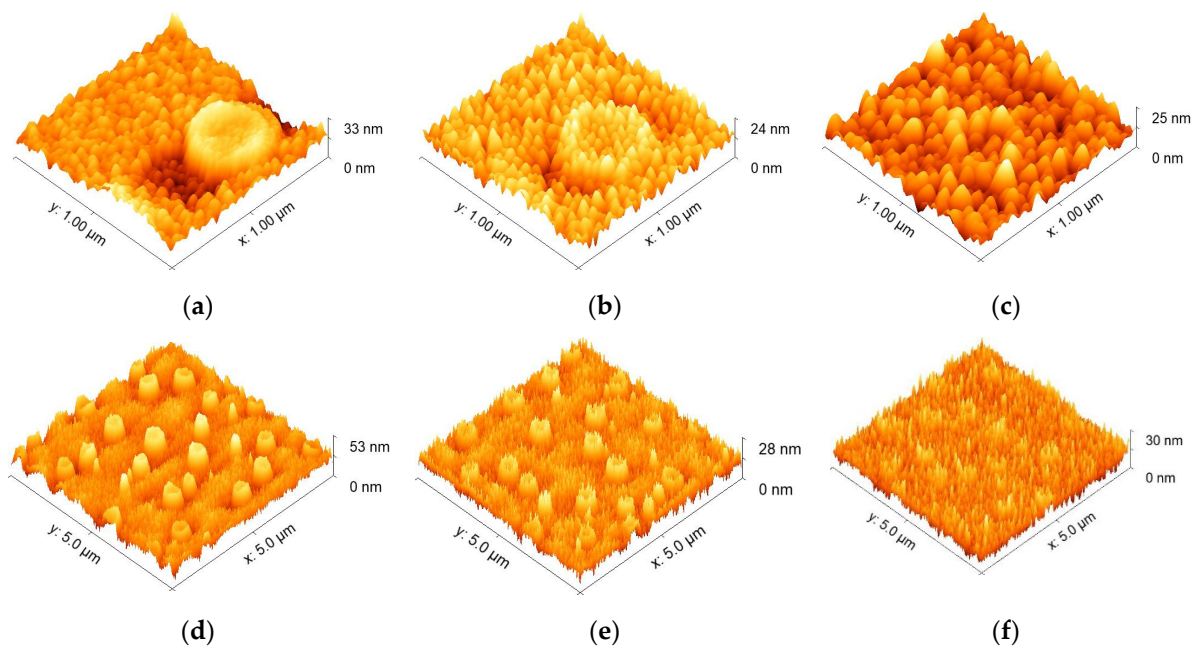 33 nm
0 nm
y: 1.00 µm
x: 1.00 µm
24 nm
0 nm
y: 1.00 µm
x: 1.00 µm
25 nm
0 nm
y: 1.00 µm
x: 1.00 µm
(a)
(b)
(c)
53 nm
0 nm
y: 5.0 µm
x: 5.0 µm
28 nm
0 nm
y: 5.0 µm
x: 5.0 µm
30 nm
0 nm
y: 5.0 µm
x: 5.0 µm
(d)
(e)
(f)